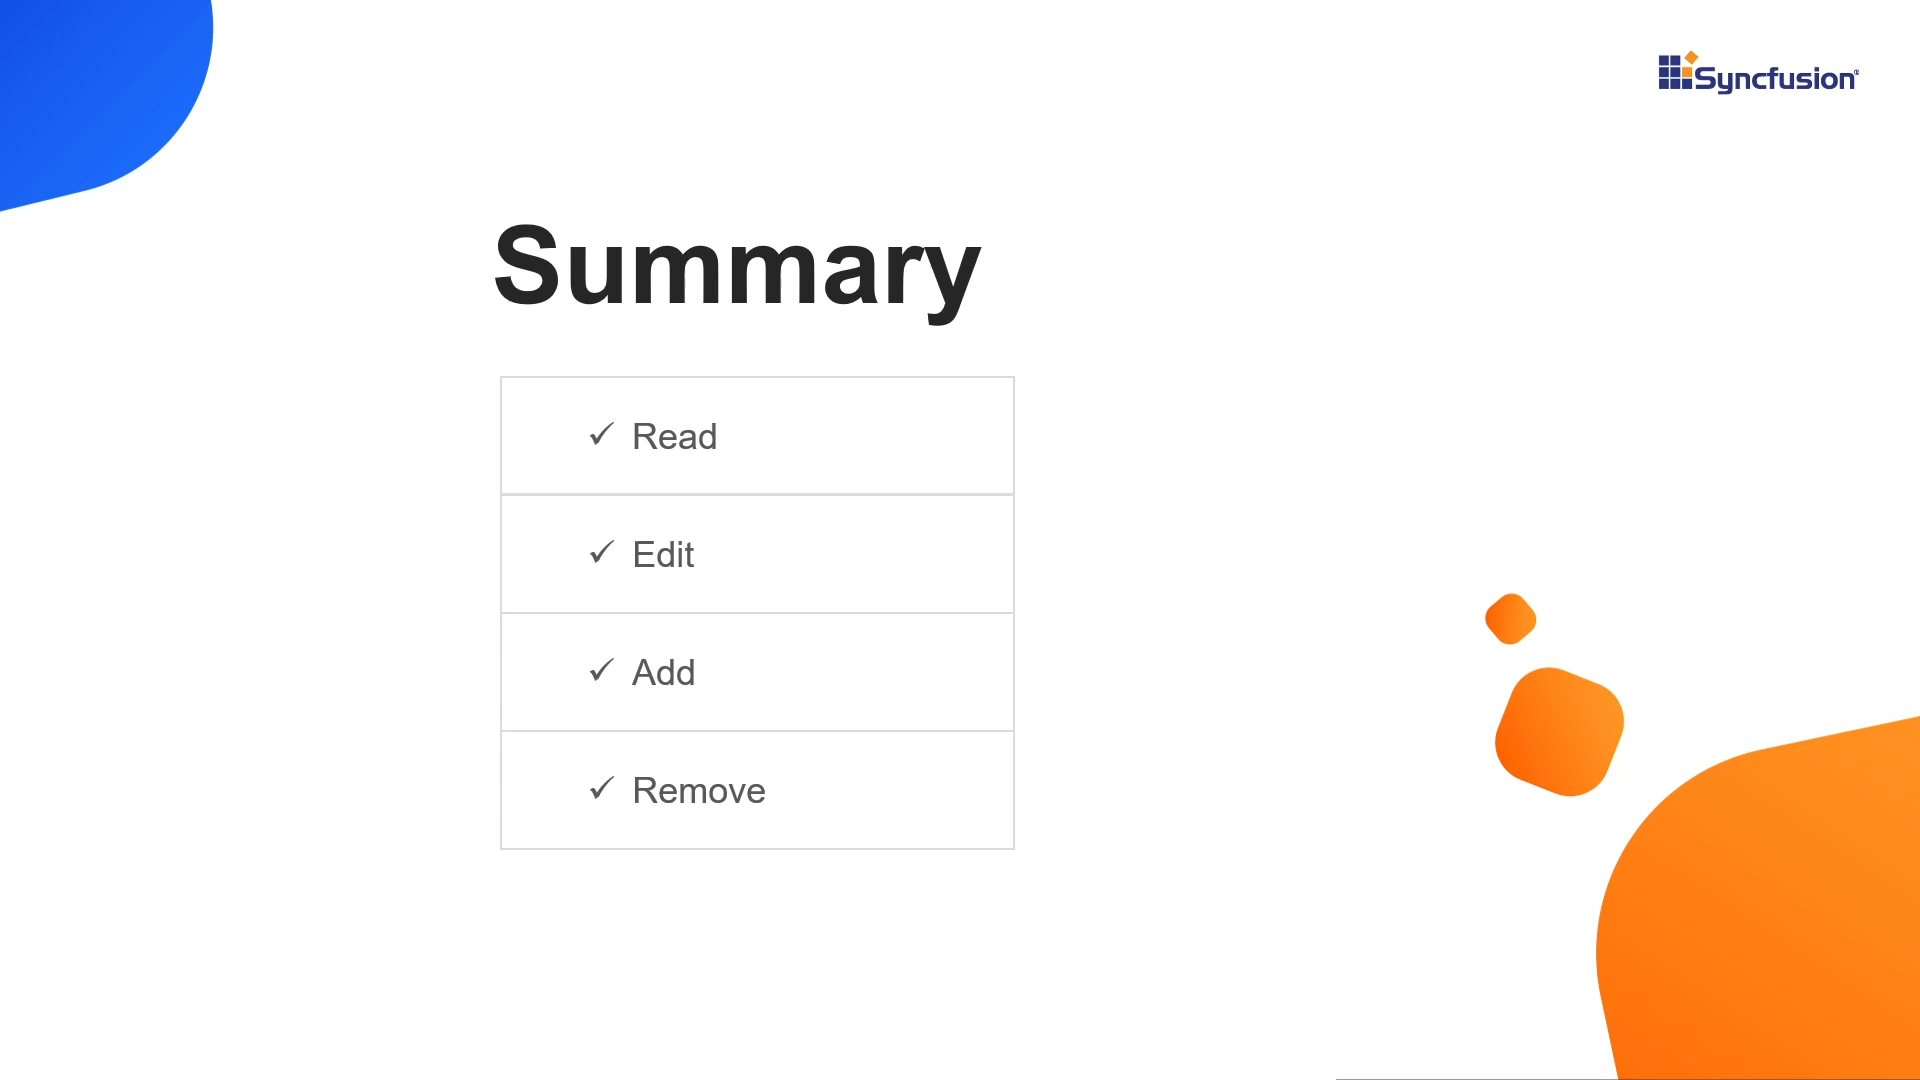 Syncfusion®
Summary
✓ Read
✓ Edit
✓ Add
✓ Remove